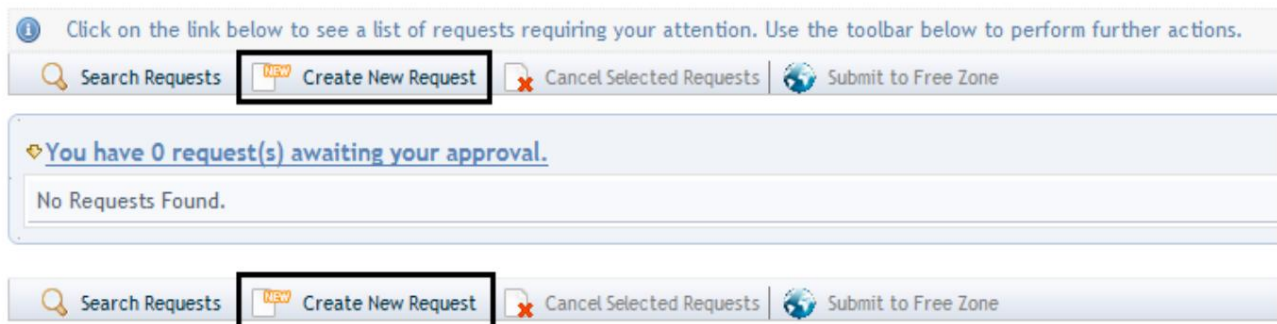 Click on the link below to see a list of requests requiring your attention. Use the toolbar below to perform further actions.
Search Requests NEW Create New Request Cancel Selected Requests Submit to Free Zone
You have 0 request(s) awaiting your approval.
No Requests Found.
Search Requests NEW Create New Request Cancel Selected Requests Submit to Free Zone